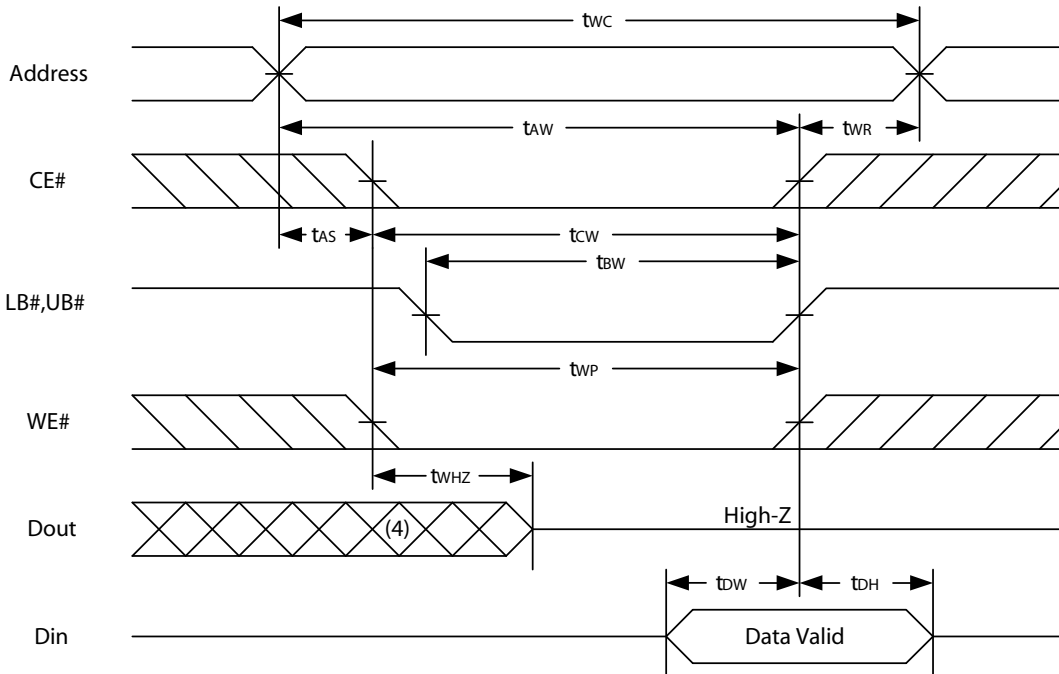 tWC
Address
tAW
tWR
CE#
tAS
tCW
tBW
LB#,UB#
tWP
WE#
tWHZ
Dout
(4)
High-Z
tDW
tDH
Din
Data Valid